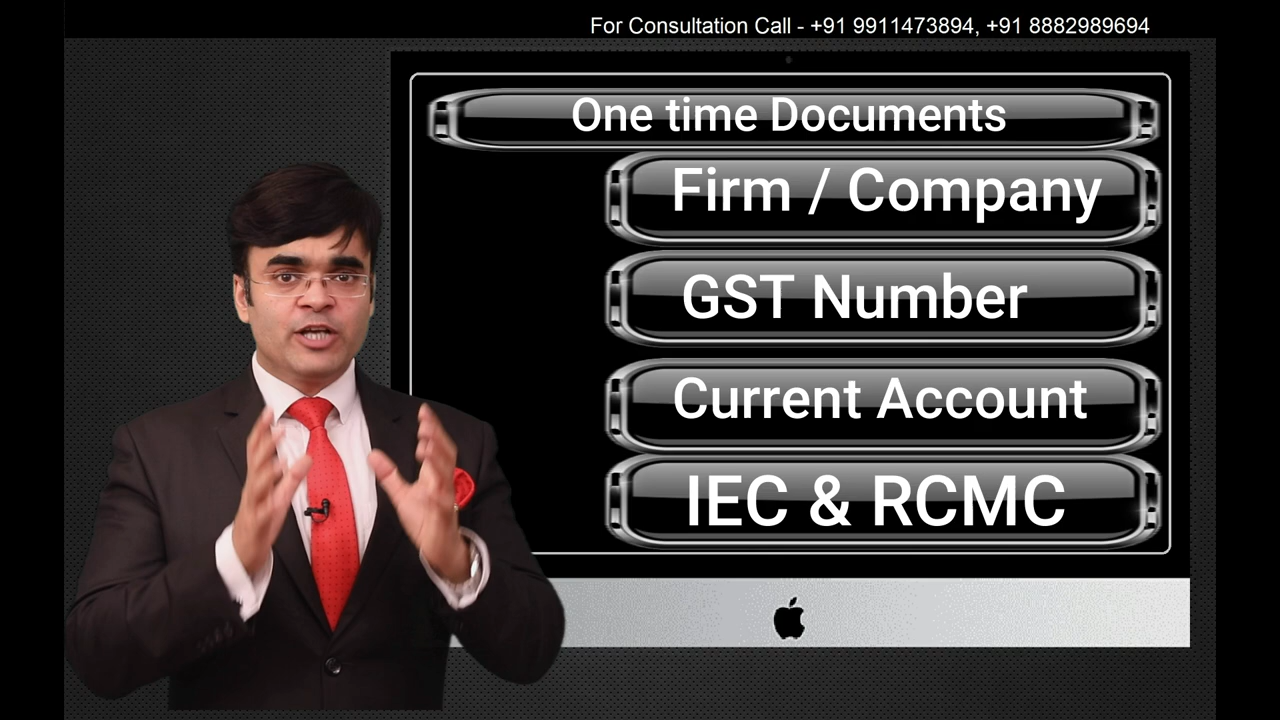 For Consultation Call - +91 9911473894, +91 8882989694
One time Documents
Firm / Company
GST Number
Current Account
IEC & RCMC